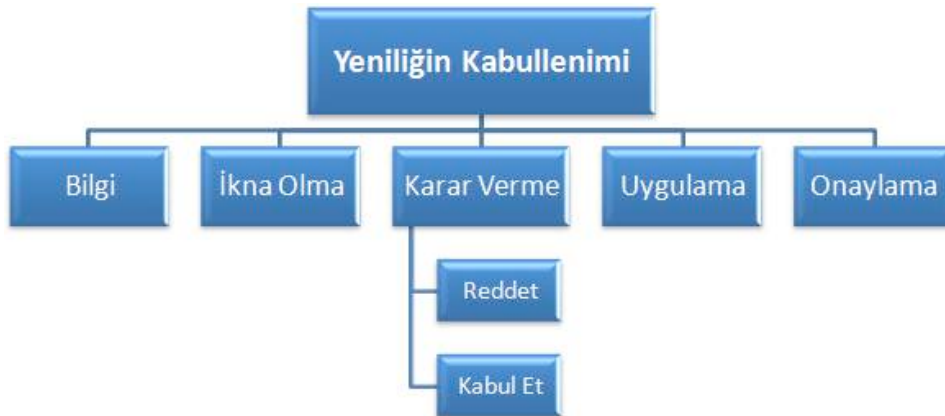 Yeniliğin Kabullenimi
Bilgi
İkna Olma
Karar Verme
Uygulama
Onaylama
Reddet
Kabul Et